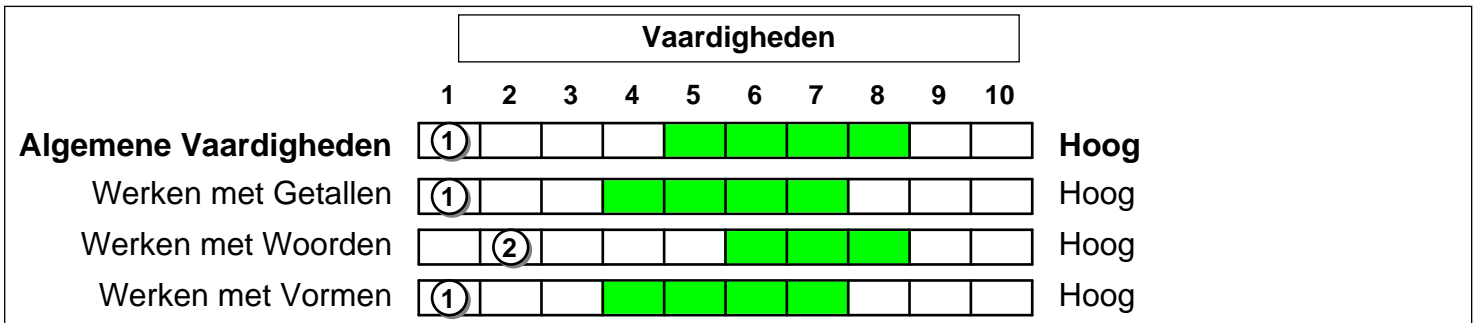 Vaardigheden
1 2 3 4 5 6 7 8 9 10
Algemene Vaardigheden 1 Hoog
Werken met Getallen 1 Hoog
Werken met Woorden 2 Hoog
Werken met Vormen 1 Hoog